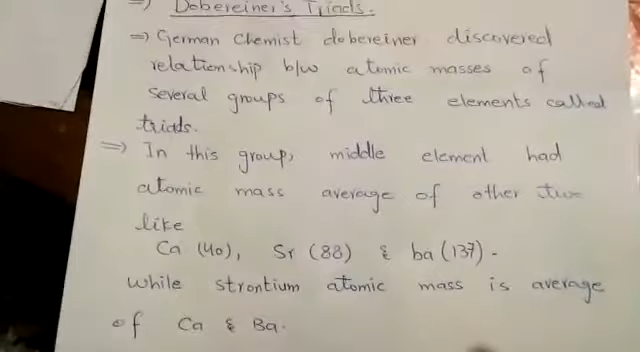 =) Dobereiner's Triads.
=) German Chemist dobereiner discovered
relationship b/w atomic masses of
several groups of three elements called
triads.
=) In this group, middle element had
atomic mass average of other two
like
Ca (40), Sr (88) & ba (137) -
while strontium atomic mass is average
of Ca & Ba.